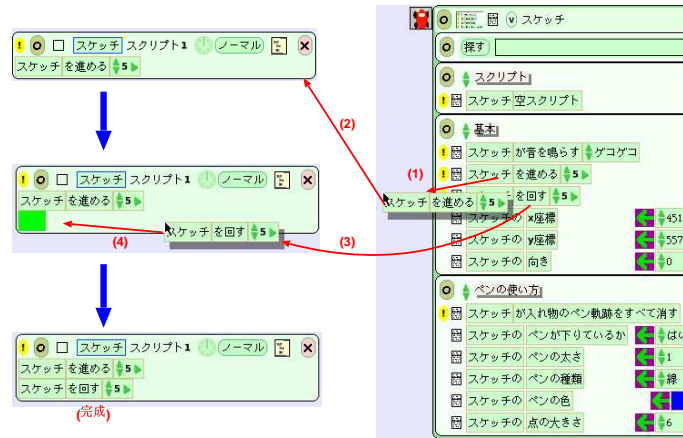 ! スケッチ スクリプト1 ノーマル
スケッチ を進める 5
(2)
! スケッチ スクリプト1 ノーマル
スケッチ を進める 5
(4)
スケッチ を回す 5
(3)
! スケッチ スクリプト1 ノーマル
スケッチ を進める 5
スケッチ を回す 5
(完成)
スケッチ
探す
スクリプト
! スケッチ 空スクリプト
基本
! スケッチ が音を鳴らす ゲコゲコ
(1)
! スケッチ を進める 5
を回す 5
スケッチ を進める 5
スケッチの x座標 451
スケッチの y座標 557
スケッチの 向き 0
ペンの使い方
! スケッチ が入れ物のペン軌跡をすべて消す
スケッチの ペンが下りているか はい
スケッチの ペンの太さ 1
スケッチの ペンの種類 線
スケッチの ペンの色
スケッチの 点の大きさ 6